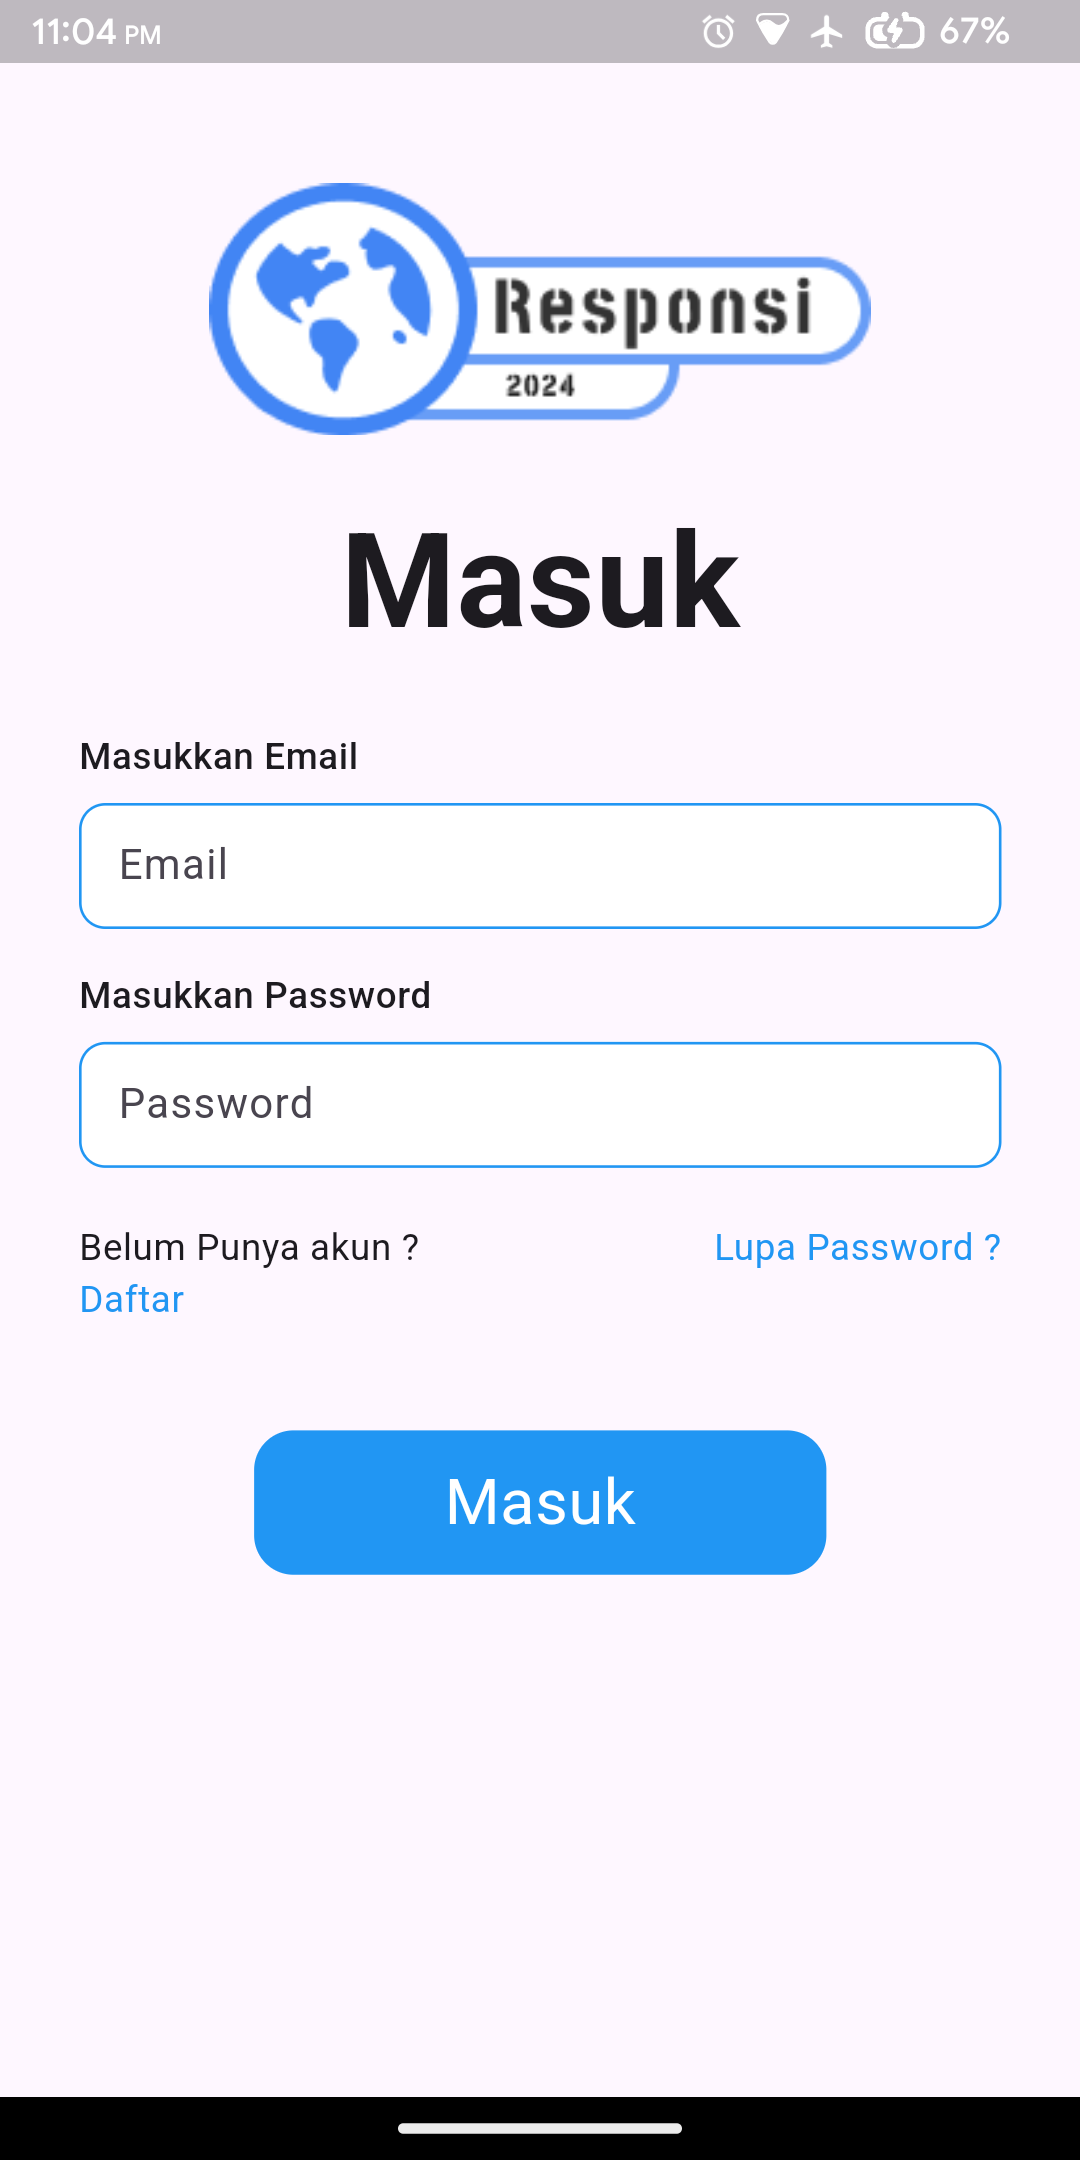 11:04 PM 67%
Responsi
2024
Masuk
Masukkan Email
Email
Masukkan Password
Password
Belum Punya akun ? Lupa Password ?
Daftar
Masuk